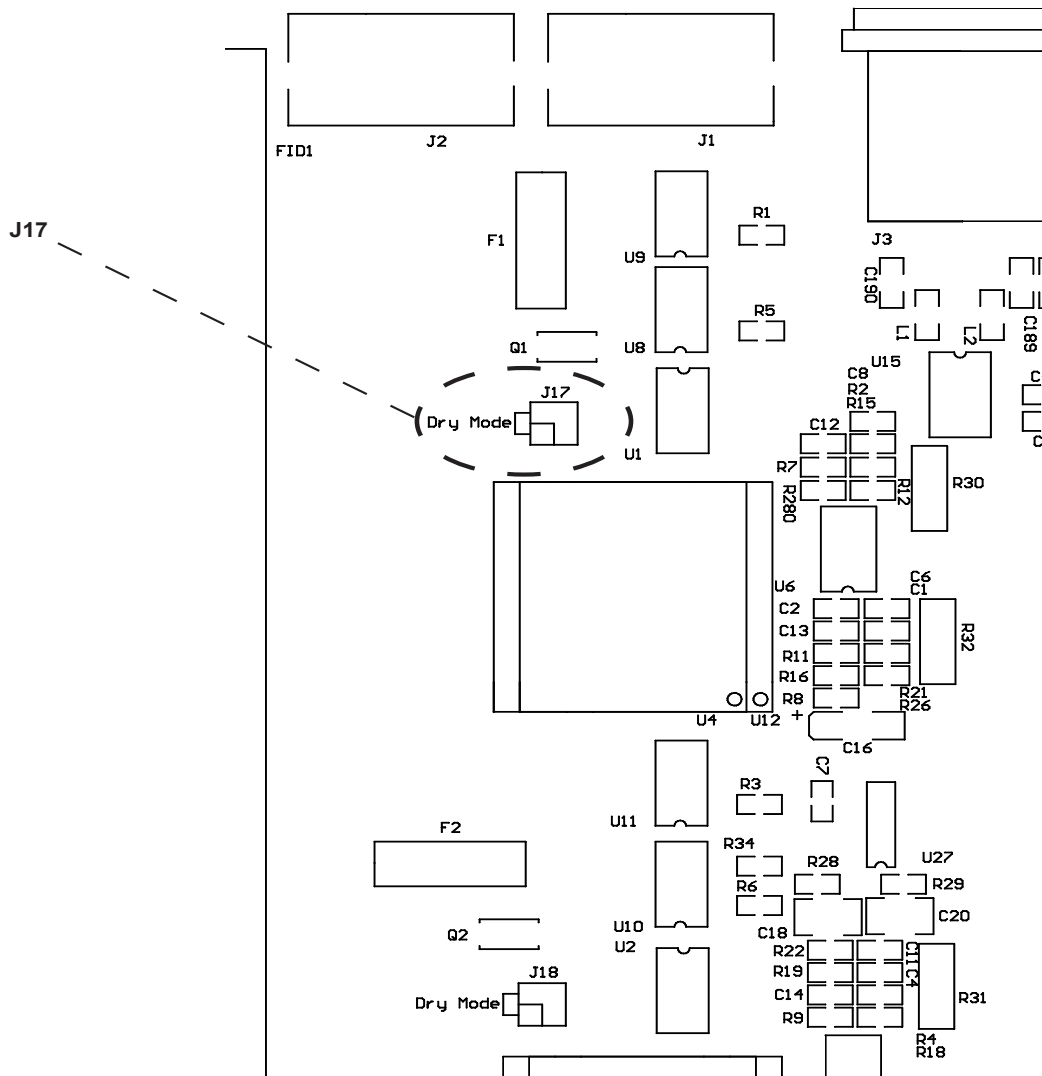 J2
J1
FID1
J17
F1
U9
R1
J3
C190
L1
L2
C189
Q1
U8
R5
U15
C8
R2
R15
C
C
J17
Dry Mode
U1
C12
R7
R280
R12
R30
U6
C6
C1
C2
C13
R11
R16
R8
R32
R21
R26
+
U4
U12
C16
C7
R3
U11
F2
R34
R28
U27
R6
R29
Q2
U10
C18
C20
U2
R22
C11
C4
R19
C14
R9
R31
J18
Dry Mode
R4
R18